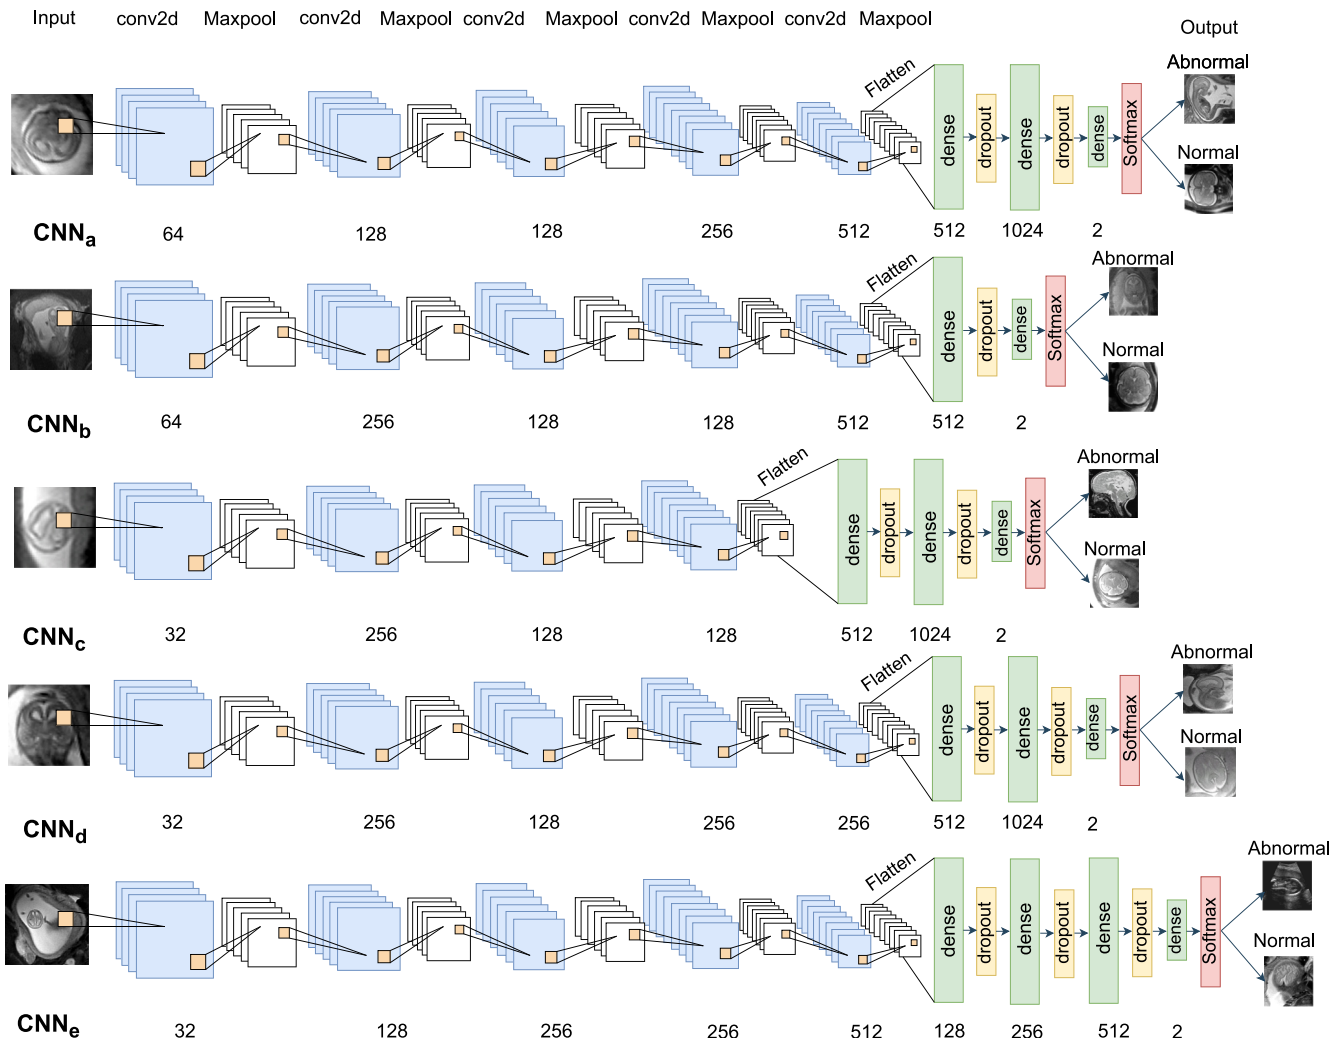 Input conv2d Maxpool conv2d Maxpool conv2d Maxpool conv2d Maxpool conv2d Maxpool Output
Flatten
dense
dropout
dense
dropout
dense
Softmax
Abnormal
Normal
CNNa 64 128 128 256 512 512 1024 2
Flatten
dense
dropout
dense
Softmax
Abnormal
Normal
CNNb 64 256 128 128 512 512 2
Flatten
dense
dropout
dense
dropout
dense
Softmax
Abnormal
Normal
CNNc 32 256 128 128 512 1024 2
Flatten
dense
dropout
dense
dropout
dense
Softmax
Abnormal
Normal
CNNd 32 256 128 256 256 512 1024 2
Flatten
dense
dropout
dense
dropout
dense
dropout
dense
Softmax
Abnormal
Normal
CNNe 32 128 256 256 512 128 256 512 2